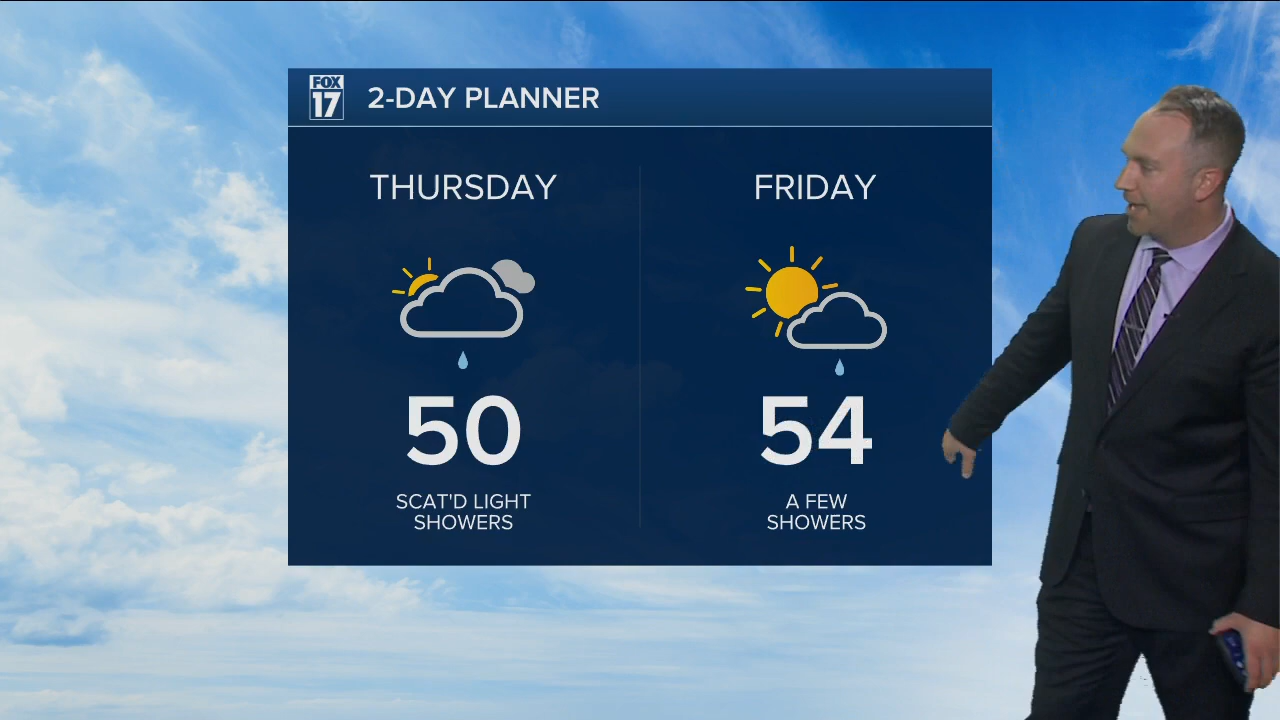 FOX
17
2-DAY PLANNER
THURSDAY
FRIDAY
50
54
SCAT'D LIGHT
SHOWERS
A FEW
SHOWERS